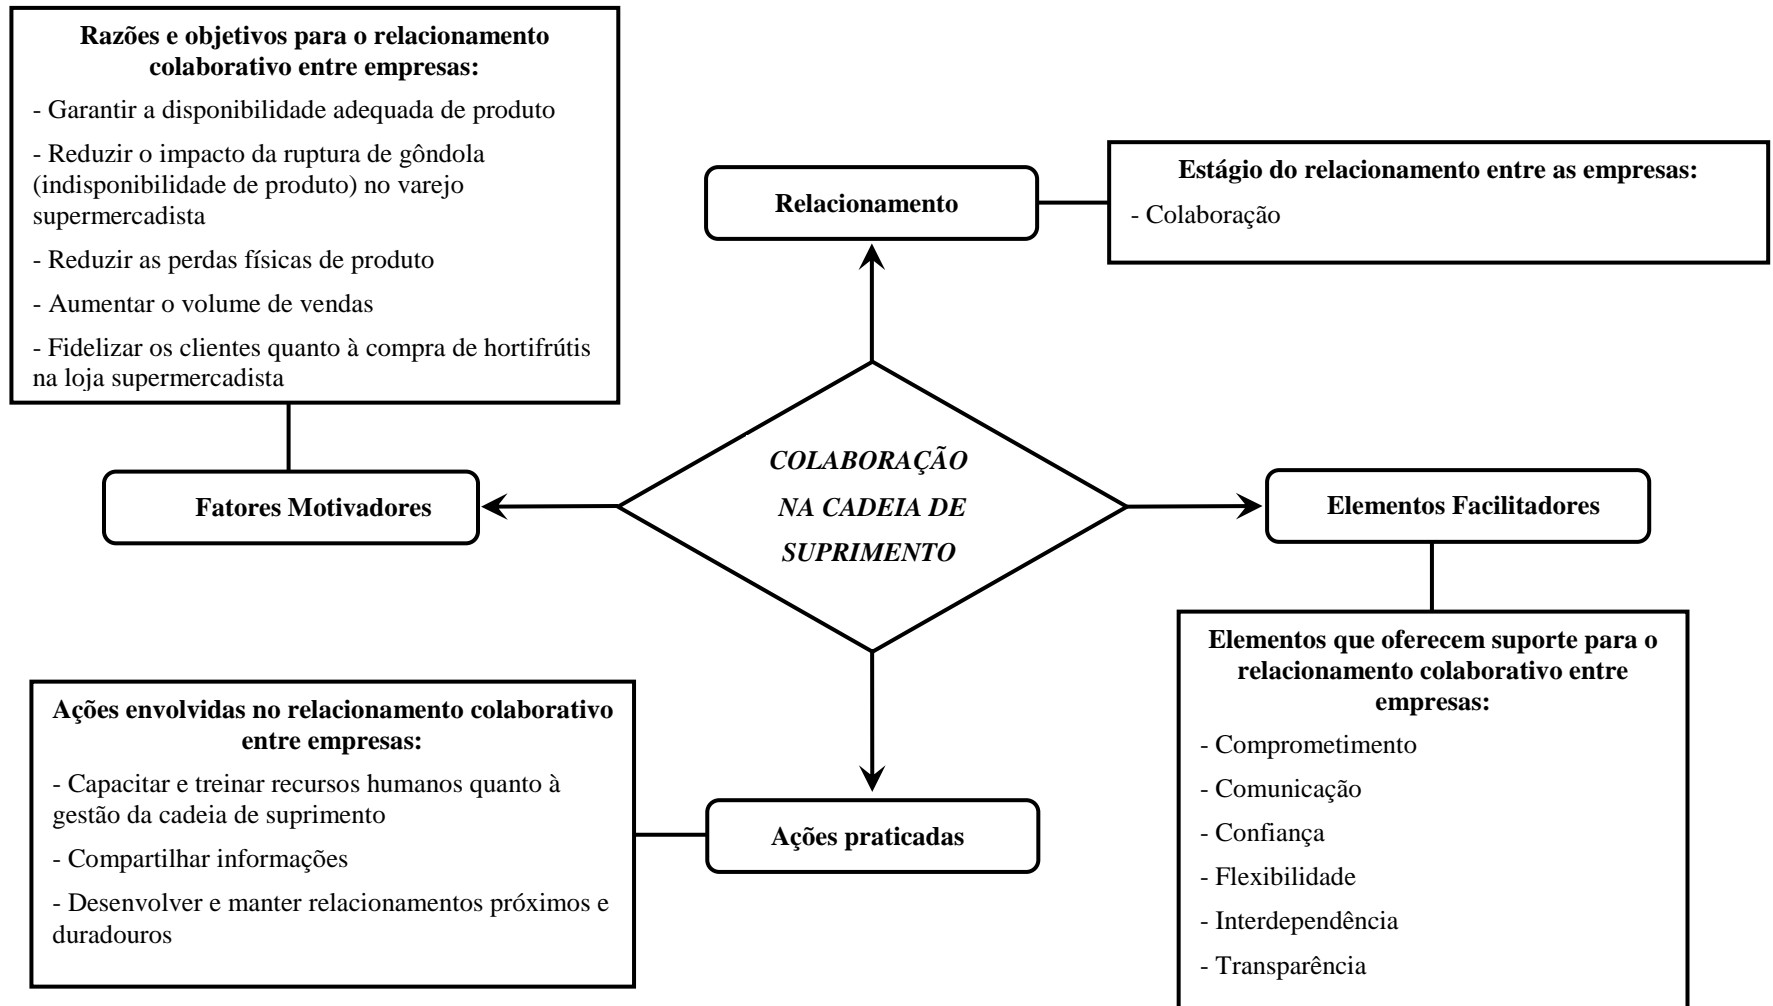 Razões e objetivos para o relacionamento
colaborativo entre empresas:
- Garantir a disponibilidade adequada de produto
- Reduzir o impacto da ruptura de gôndola
(indisponibilidade de produto) no varejo
supermercadista
- Reduzir as perdas físicas de produto
- Aumentar o volume de vendas
- Fidelizar os clientes quanto à compra de hortifrútis
na loja supermercadista
Relacionamento
Estágio do relacionamento entre as empresas:
- Colaboração
Fatores Motivadores
COLABORAÇÃO
NA CADEIA DE
SUPRIMENTO
Elementos Facilitadores
Elementos que oferecem suporte para o
relacionamento colaborativo entre
empresas:
- Comprometimento
- Comunicação
- Confiança
- Flexibilidade
- Interdependência
- Transparência
Ações envolvidas no relacionamento colaborativo
entre empresas:
- Capacitar e treinar recursos humanos quanto à
gestão da cadeia de suprimento
- Compartilhar informações
- Desenvolver e manter relacionamentos próximos e
duradouros
Ações praticadas